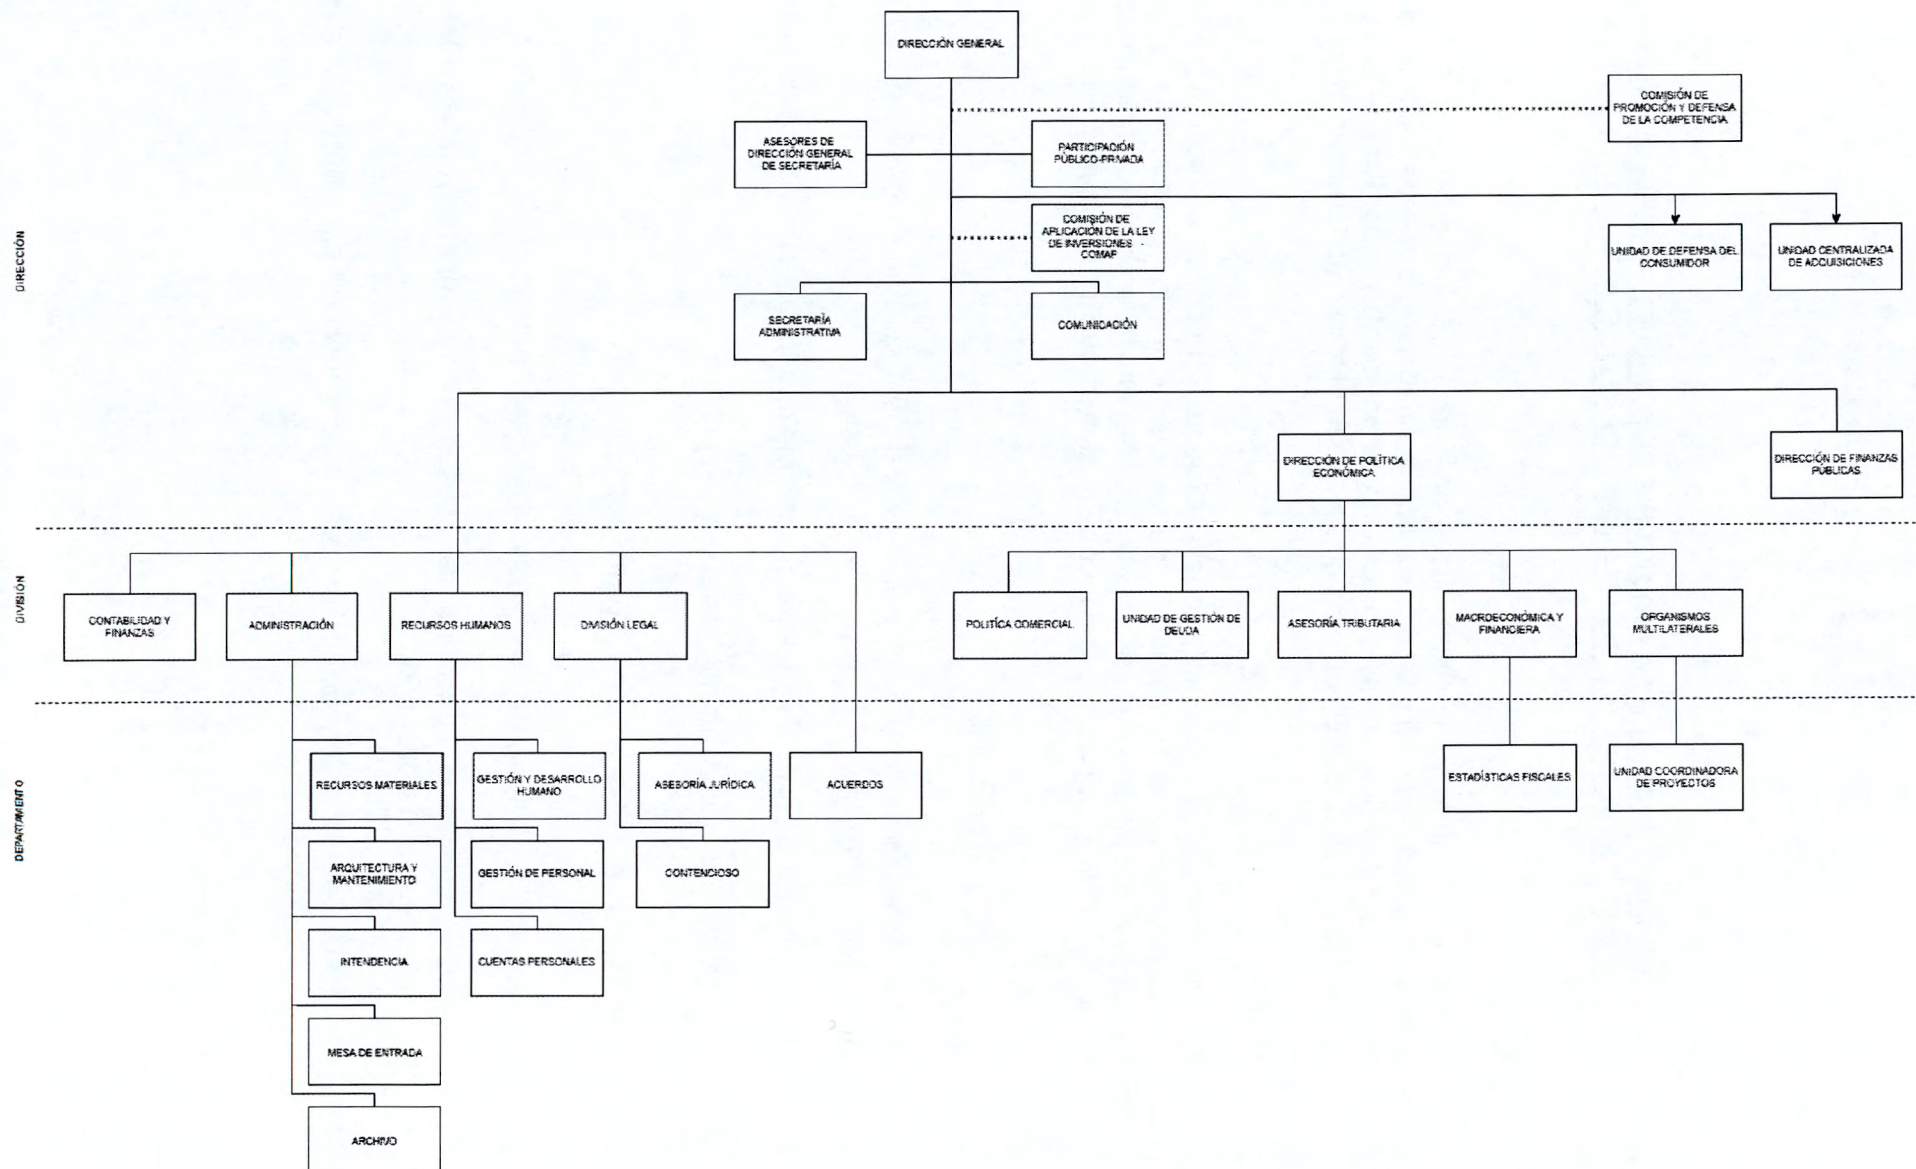 DIRECCIÓN GENERAL
COMISIÓN DE
PROMOCIÓN Y DEFENSA
DE LA COMPETENCIA
ASESORES DE
DIRECCIÓN GENERAL
DE SECRETARÍA
PARTICIPACIÓN
PÚBLICO-PRIVADA
COMISIÓN DE
APLICACIÓN DE LA LEY
DE INVERSIONES -
COMAP
UNIDAD DE DEFENSA DEL
CONSUMIDOR
UNIDAD CENTRALIZADA
DE ADQUISICIONES
DIRECCIÓN
SECRETARÍA
ADMINISTRATIVA
COMUNICACIÓN
DIRECCIÓN DE POLÍTICA
ECONÓMICA
DIRECCIÓN DE FINANZAS
PÚBLICAS
DIVISIÓN
CONTABILIDAD Y
FINANZAS
ADMINISTRACIÓN
RECURSOS HUMANOS
DIVISIÓN LEGAL
POLITÍCA COMERCIAL
UNIDAD DE GESTIÓN DE
DEUDA
ASESORÍA TRIBUTARIA
MACROECONÓMICA Y
FINANCIERA
ORGANISMOS
MULTILATERALES
DEPARTAMENTO
RECURSOS MATERIALES
GESTIÓN Y DESARROLLO
HUMANO
ASESORÍA JURÍDICA
ACUERDOS
ESTADÍSTICAS FISCALES
UNIDAD COORDINADORA
DE PROYECTOS
ARQUITECTURA Y
MANTENIMIENTO
GESTIÓN DE PERSONAL
CONTENCIOSO
INTENDENCIA
CUENTAS PERSONALES
MESA DE ENTRADA
ARCHIVO